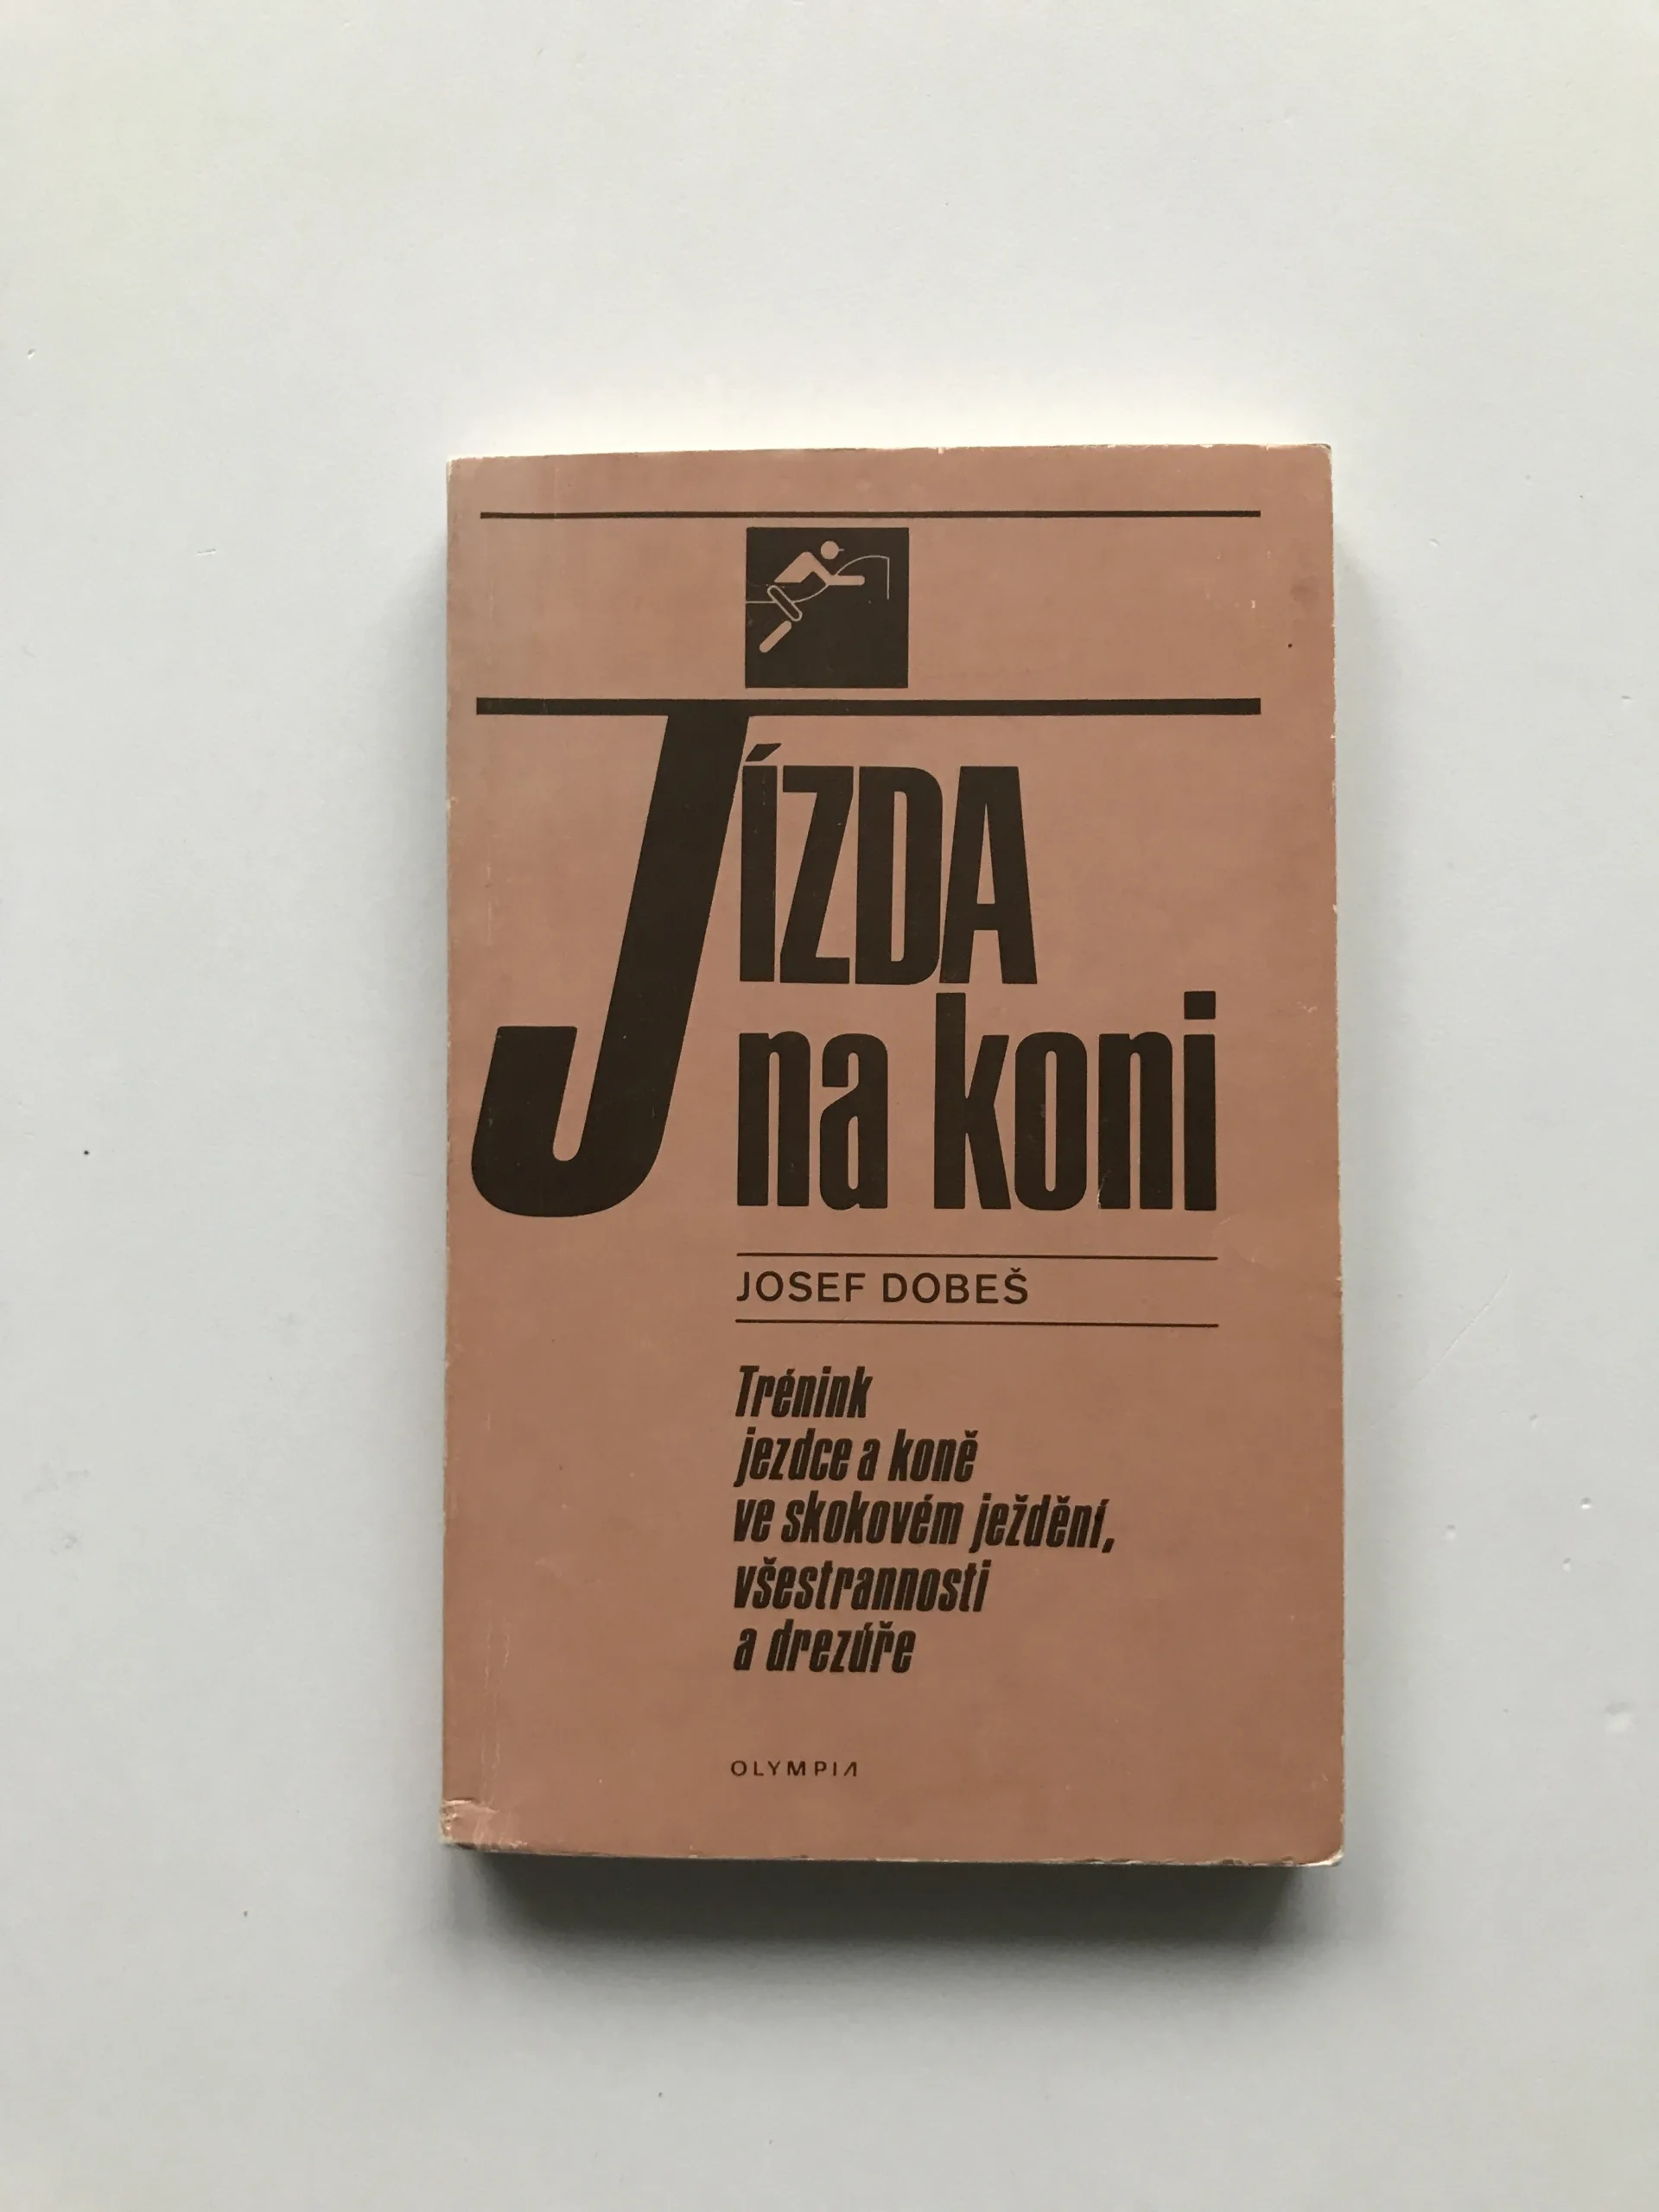 JÍZDA
na koni
JOSEF DOBEŠ
Trénink
jezdce a koně
ve skokovém ježdění,
všestrannosti
a drezúře
OLYMPIA